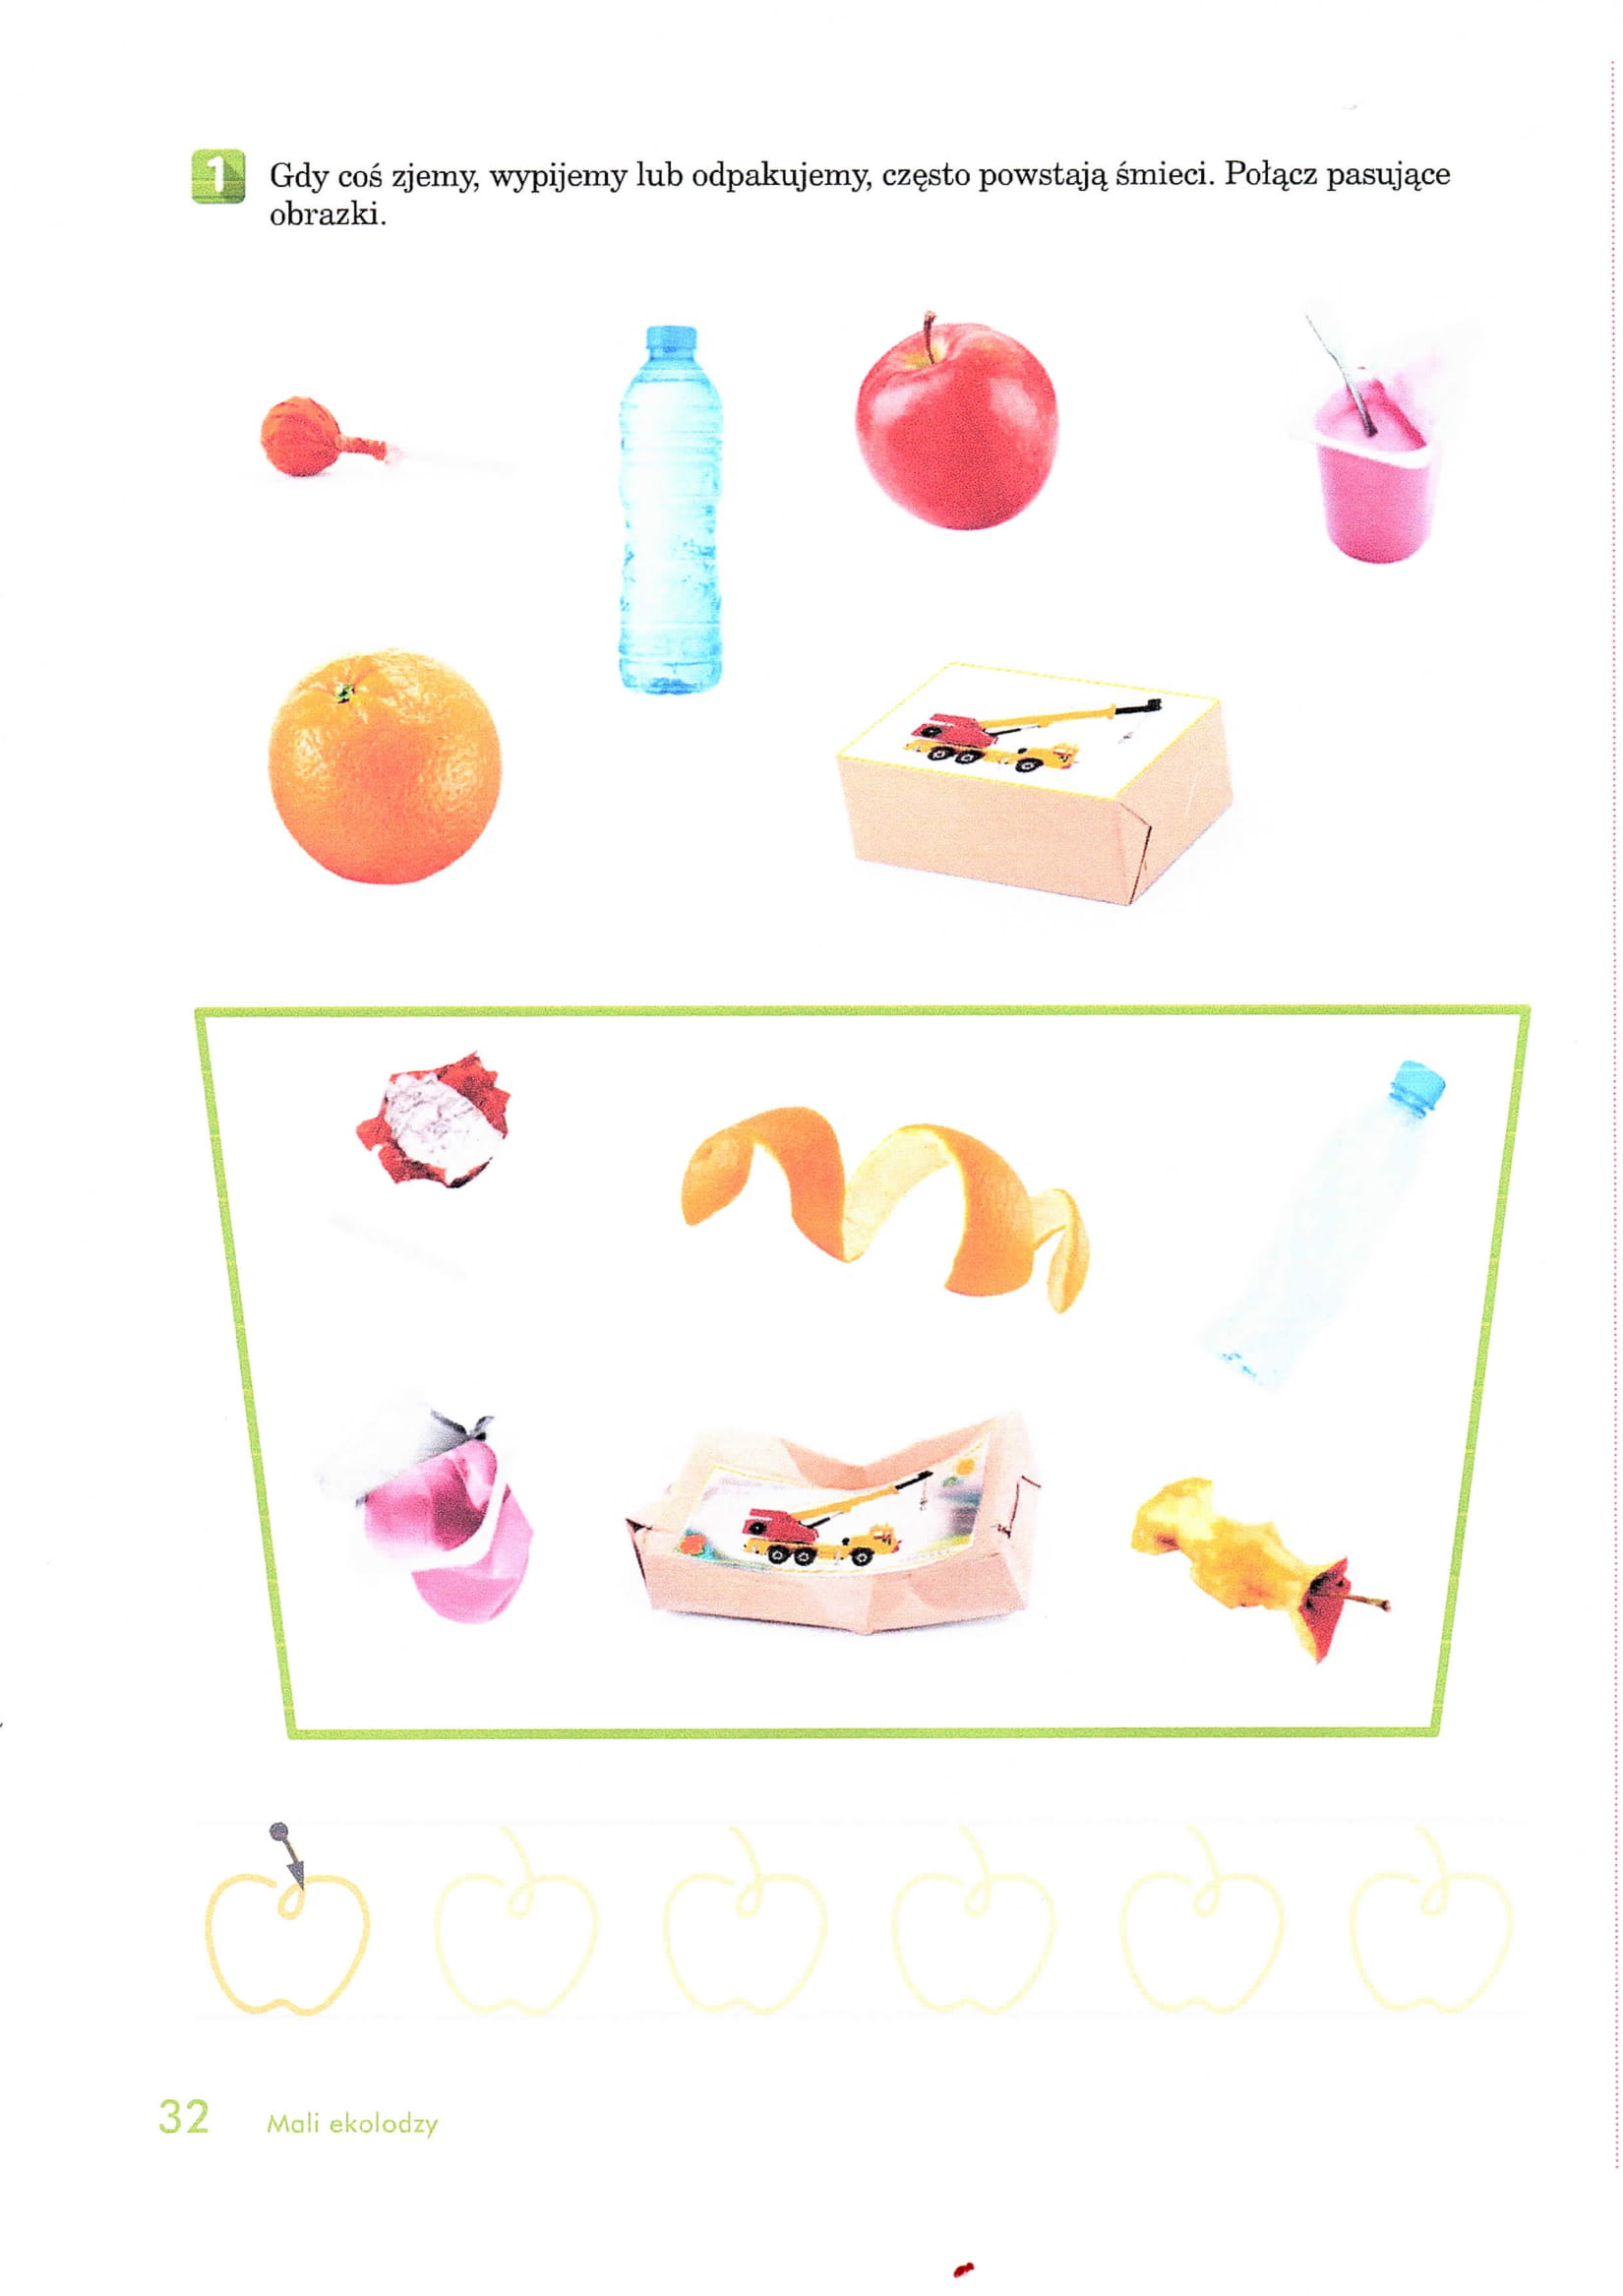 1
Gdy coś zjemy, wypijemy lub odpakujemy, często powstają śmieci. Połącz pasujące
obrazki.
32 Mali ekolodzy